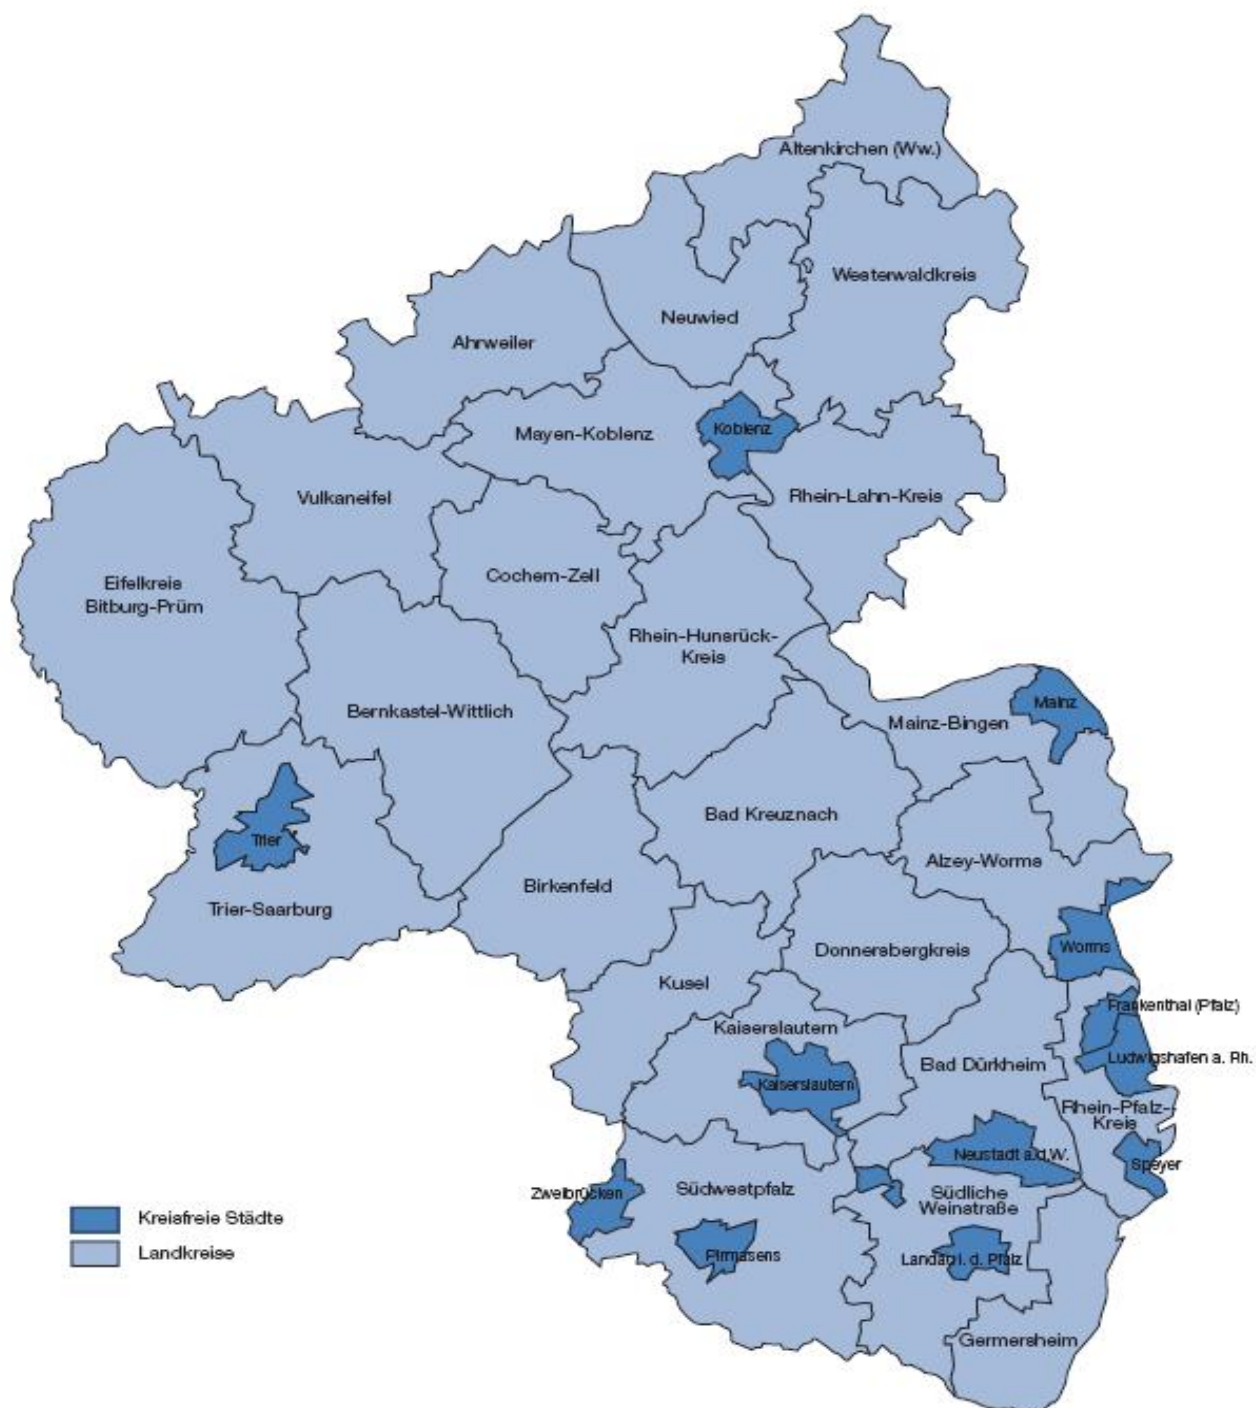 Altenkirchen (Ww.)
Westerwaldkreis
Neuwied
Ahrweiler
Koblenz
Mayen-Koblenz
Vulkaneifel
Rhein-Lahn-Kreis
Cochem-Zell
Eifelkreis
Bitburg-Prüm
Rhein-Hunsrück-
Kreis
Mainz
Bernkastel-Wittlich
Mainz-Bingen
Bad Kreuznach
Trier
Alzey-Worms
Birkenfeld
Trier-Saarburg
Worms
Donnersbergkreis
Kusel
Frankenthal (Pfalz)
Kaiserslautern
Ludwigshafen a. Rh.
Bad Dürkheim
Kaiserslautern
Rhein-Pfalz-
Kreis
Neustadt a.d.W.
Speyer
Südwestpfalz
Zweibrücken
Südliche
Weinstraße
Kreisfreie Städte
Landkreise
Pirmasens
Landau i. d. Pfalz
Germersheim